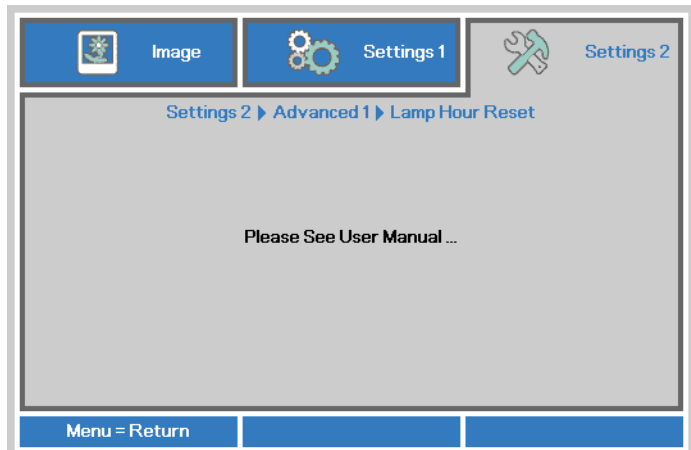 Image
Settings 1
Settings 2
Settings 2 ▶ Advanced 1 ▶ Lamp Hour Reset
Please See User Manual ...
Menu = Return